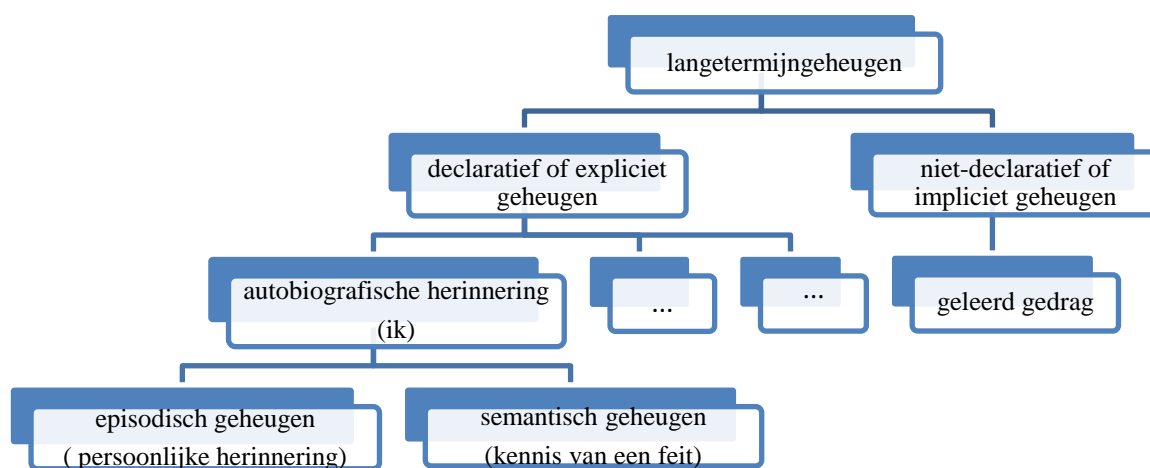 langetermijngeheugen
declaratief of expliciet
geheugen
niet-declaratief of
impliciet geheugen
autobiografische herinnering
(ik)
...
...
geleerd gedrag
episodisch geheugen
( persoonlijke herinnering)
semantisch geheugen
(kennis van een feit)